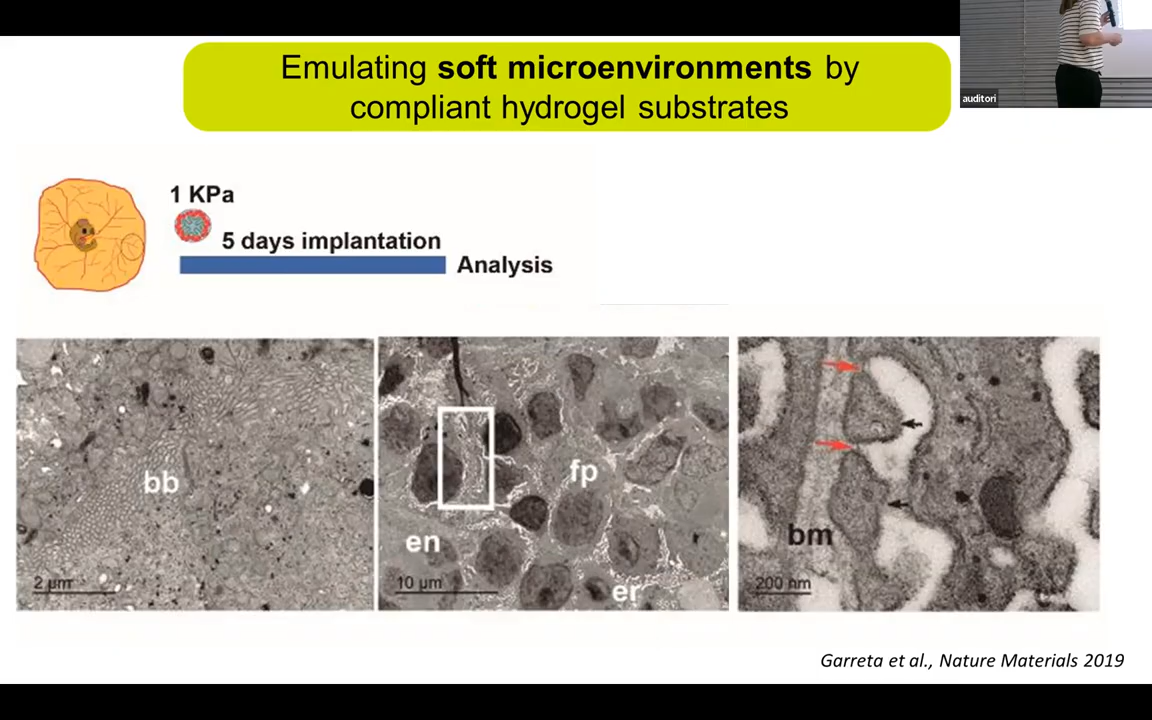 Emulating soft microenvironments by
compliant hydrogel substrates
auditori
1 KPa
5 days implantation
Analysis
bb
2 µm
fp
en
10 µm
er
bm
200 nm
Garreta et al., Nature Materials 2019